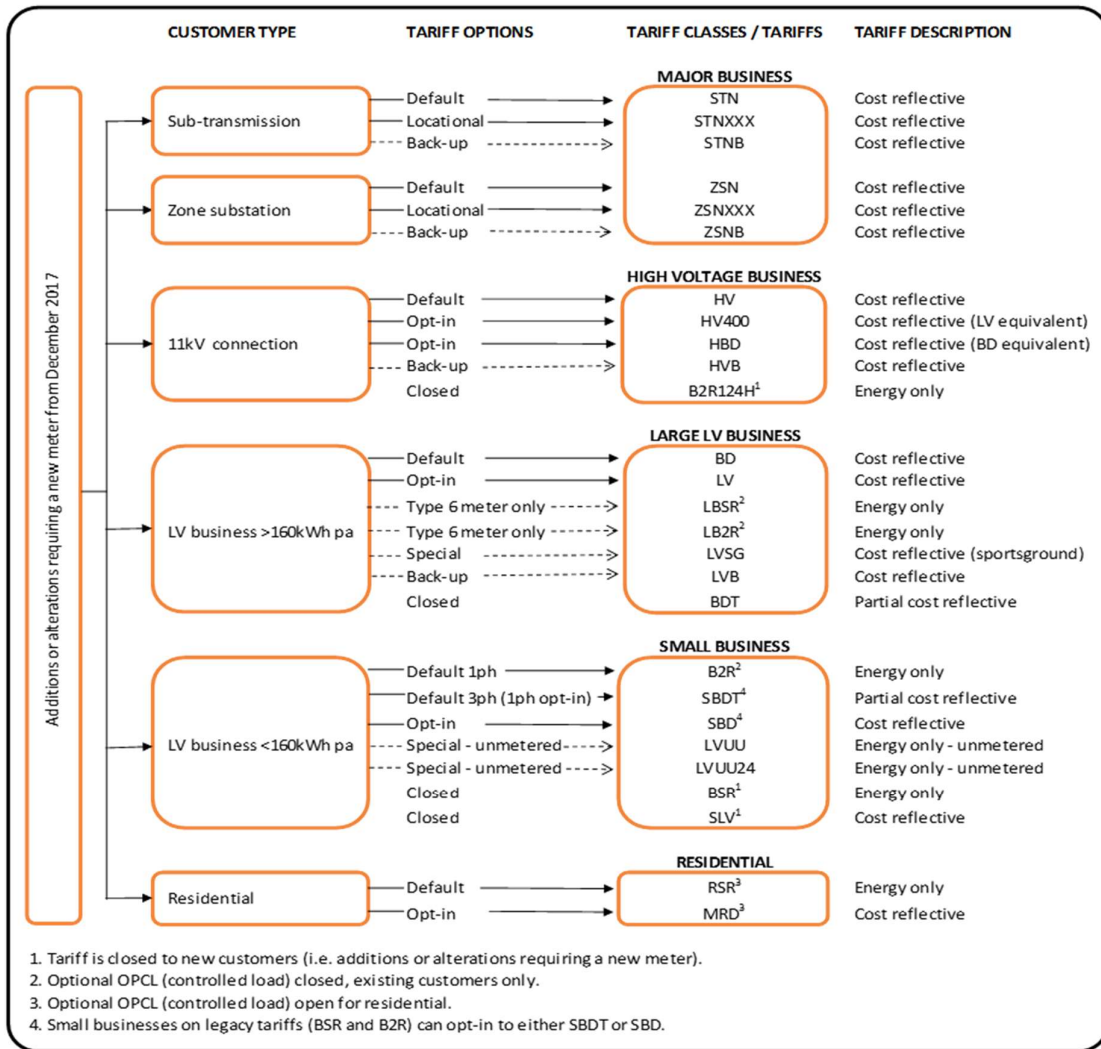 CUSTOMER TYPE TARIFF OPTIONS TARIFF CLASSES / TARIFFS TARIFF DESCRIPTION
Additions or alterations requiring a new meter from December 2017
MAJOR BUSINESS
Sub-transmission
Default STN Cost reflective
Locational STNXXX Cost reflective
Back-up STNB Cost reflective
Zone substation
Default ZSN Cost reflective
Locational ZSNXXX Cost reflective
Back-up ZSNB Cost reflective
HIGH VOLTAGE BUSINESS
11kV connection
Default HV Cost reflective
Opt-in HV400 Cost reflective (LV equivalent)
Opt-in HBD Cost reflective (BD equivalent)
Back-up HVB Cost reflective
Closed B2R124H¹ Energy only
LARGE LV BUSINESS
LV business >160kWh pa
Default BD Cost reflective
Opt-in LV Cost reflective
Type 6 meter only LBSR² Energy only
Type 6 meter only LB2R² Energy only
Special LVSG Cost reflective (sportsground)
Back-up LVB Cost reflective
Closed BDT Partial cost reflective
SMALL BUSINESS
LV business <160kWh pa
Default 1ph B2R² Energy only
Default 3ph (1ph opt-in) SBDT⁴ Partial cost reflective
Opt-in SBD⁴ Cost reflective
Special - unmetered LVUU Energy only - unmetered
Special - unmetered LVUU24 Energy only - unmetered
Closed BSR¹ Energy only
Closed SLV¹ Cost reflective
RESIDENTIAL
Residential
Default RSR³ Energy only
Opt-in MRD³ Cost reflective
1. Tariff is closed to new customers (i.e. additions or alterations requiring a new meter).
2. Optional OPCL (controlled load) closed, existing customers only.
3. Optional OPCL (controlled load) open for residential.
4. Small businesses on legacy tariffs (BSR and B2R) can opt-in to either SBDT or SBD.